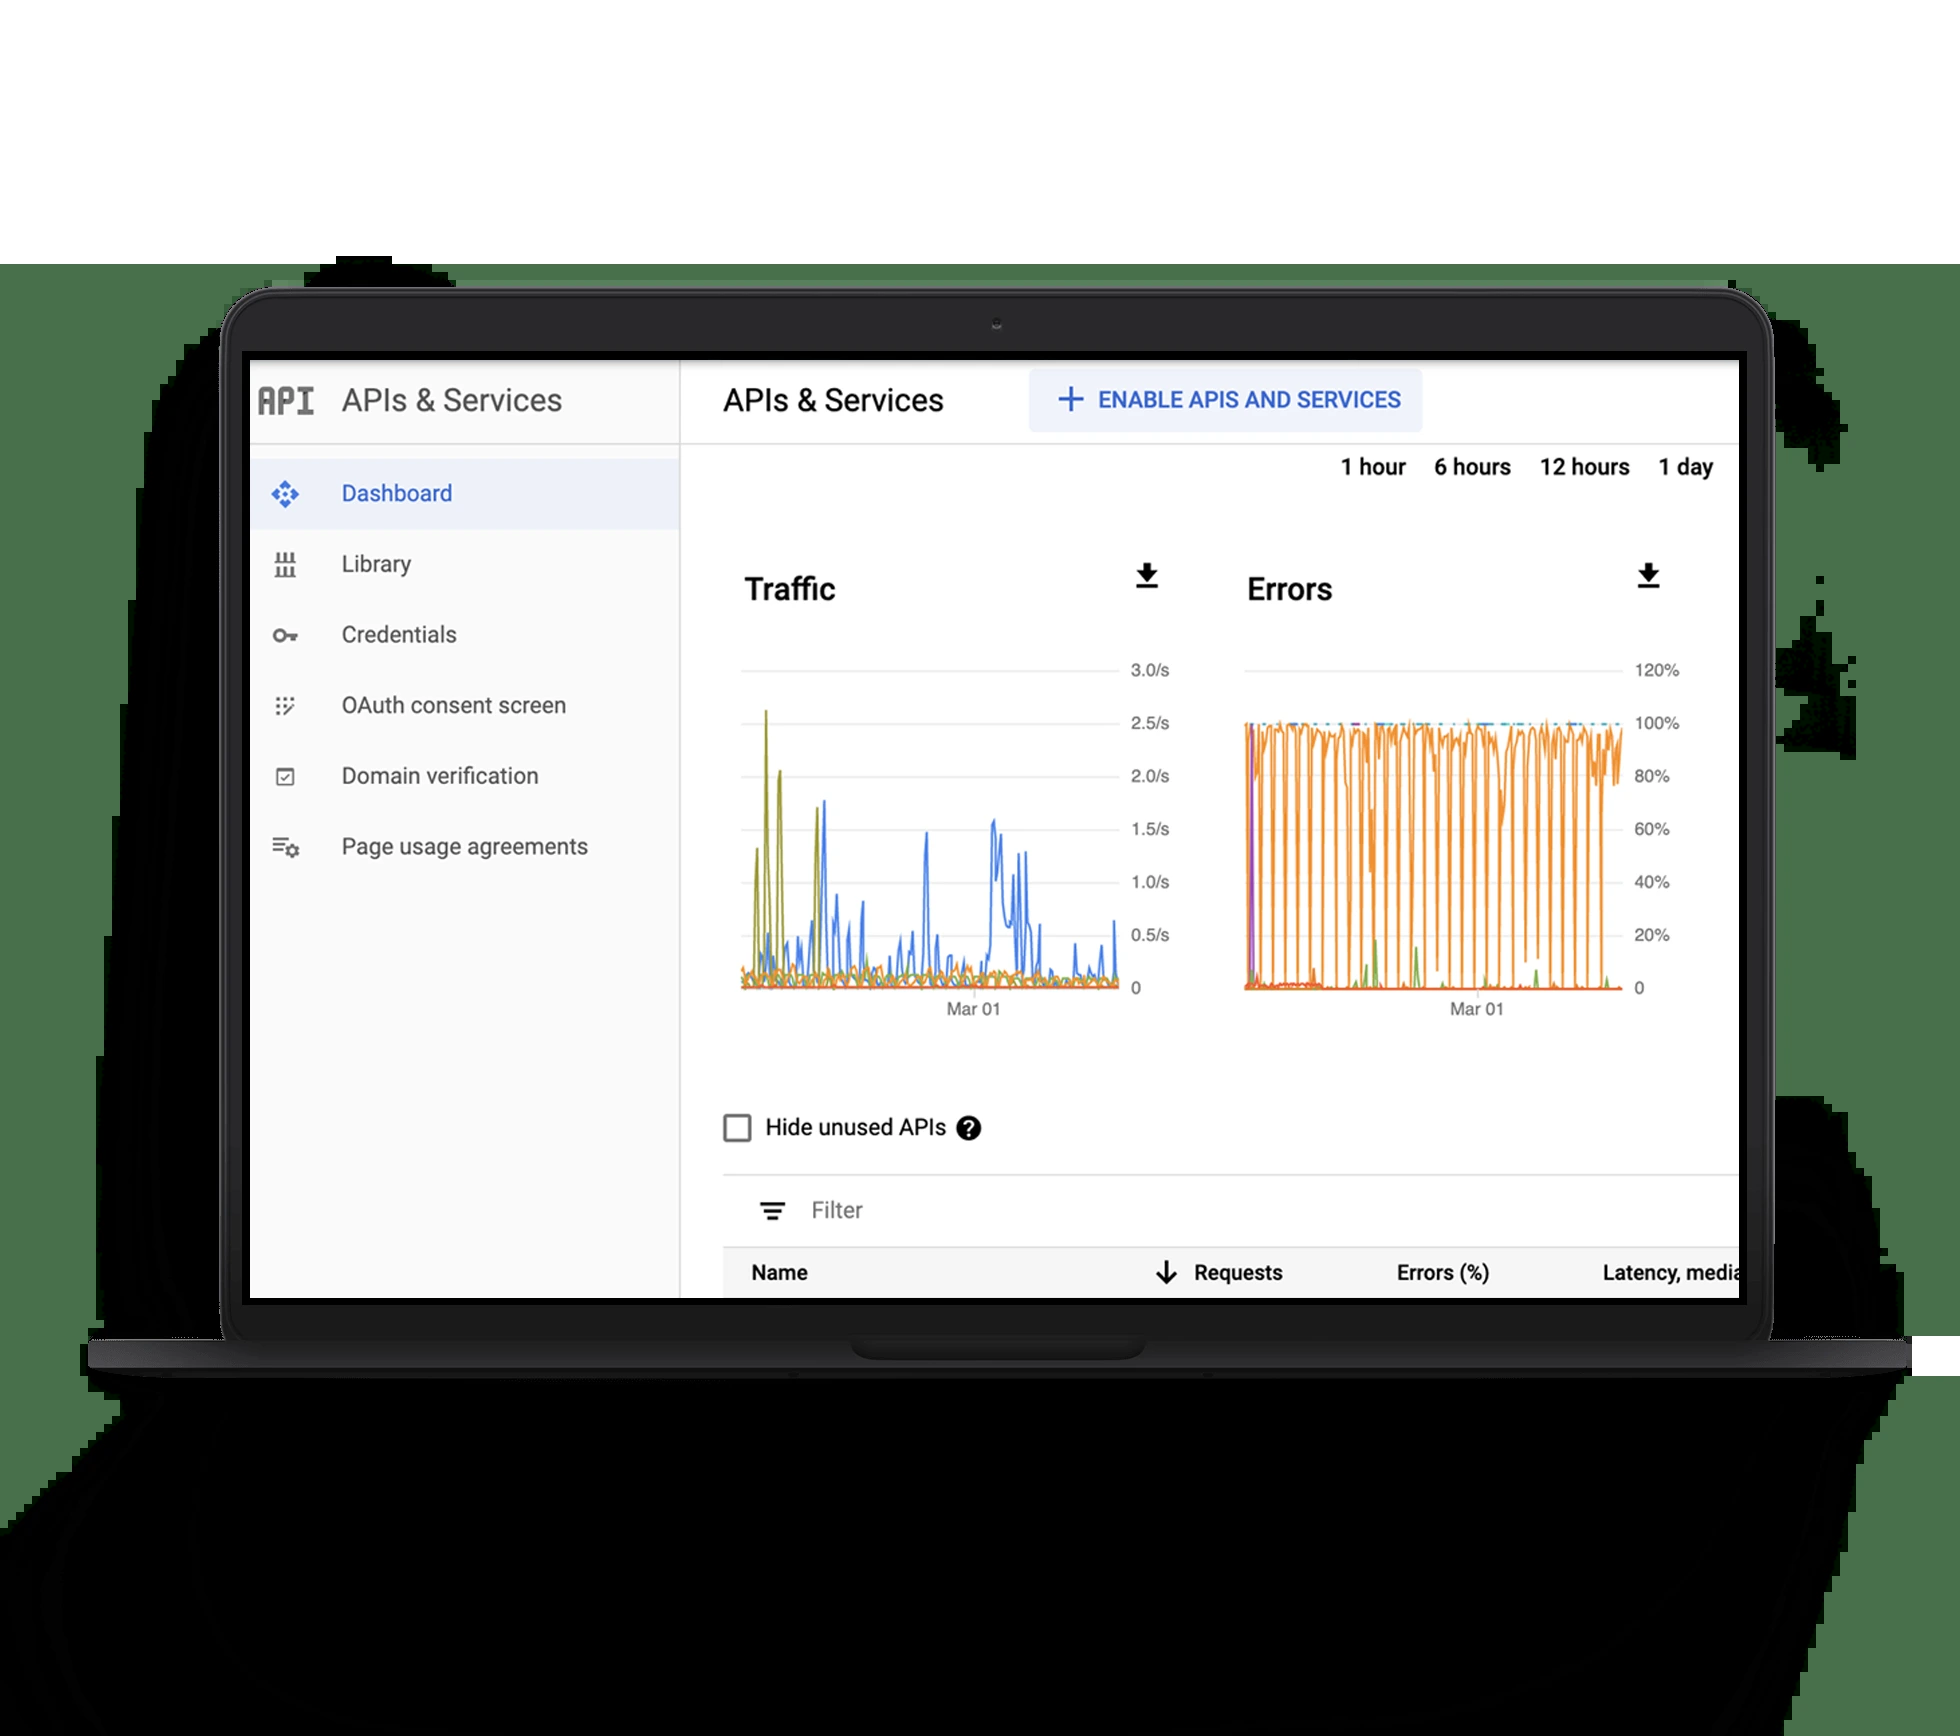 API APIs & Services
Dashboard
Library
Credentials
OAuth consent screen
Domain verification
Page usage agreements
APIs & Services
ENABLE APIS AND SERVICES
1 hour 6 hours 12 hours 1 day
Traffic
3.0/s
2.5/s
2.0/s
1.5/s
1.0/s
0.5/s
0
Mar 01
Errors
120%
100%
80%
60%
40%
20%
0
Mar 01
Hide unused APIs ?
Filter
Name Requests Errors (%) Latency, media